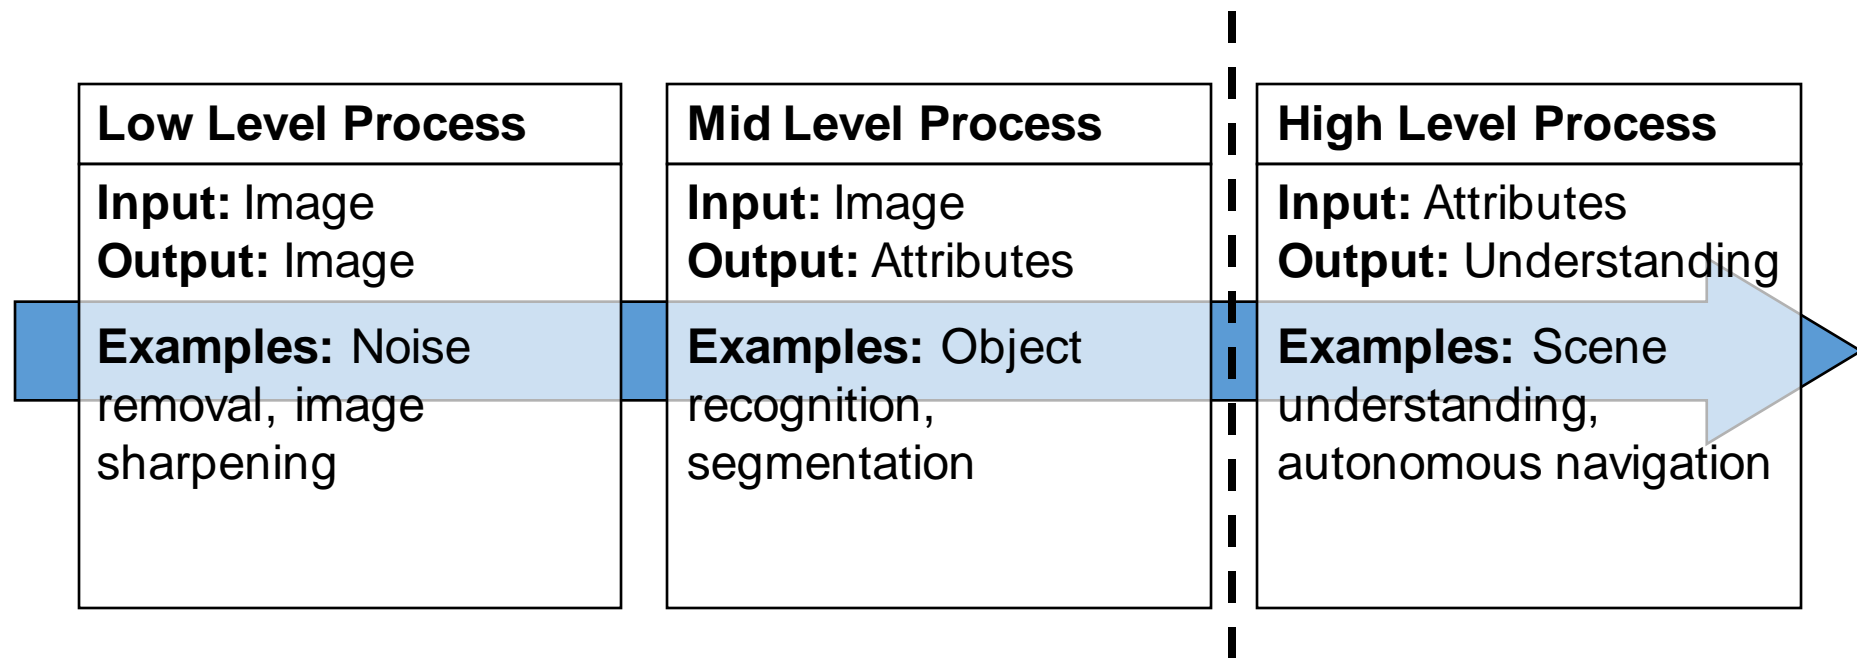 Low Level Process
Input: Image
Output: Image
Examples: Noise
removal, image
sharpening
Mid Level Process
Input: Image
Output: Attributes
Examples: Object
recognition,
segmentation
High Level Process
Input: Attributes
Output: Understanding
Examples: Scene
understanding,
autonomous navigation